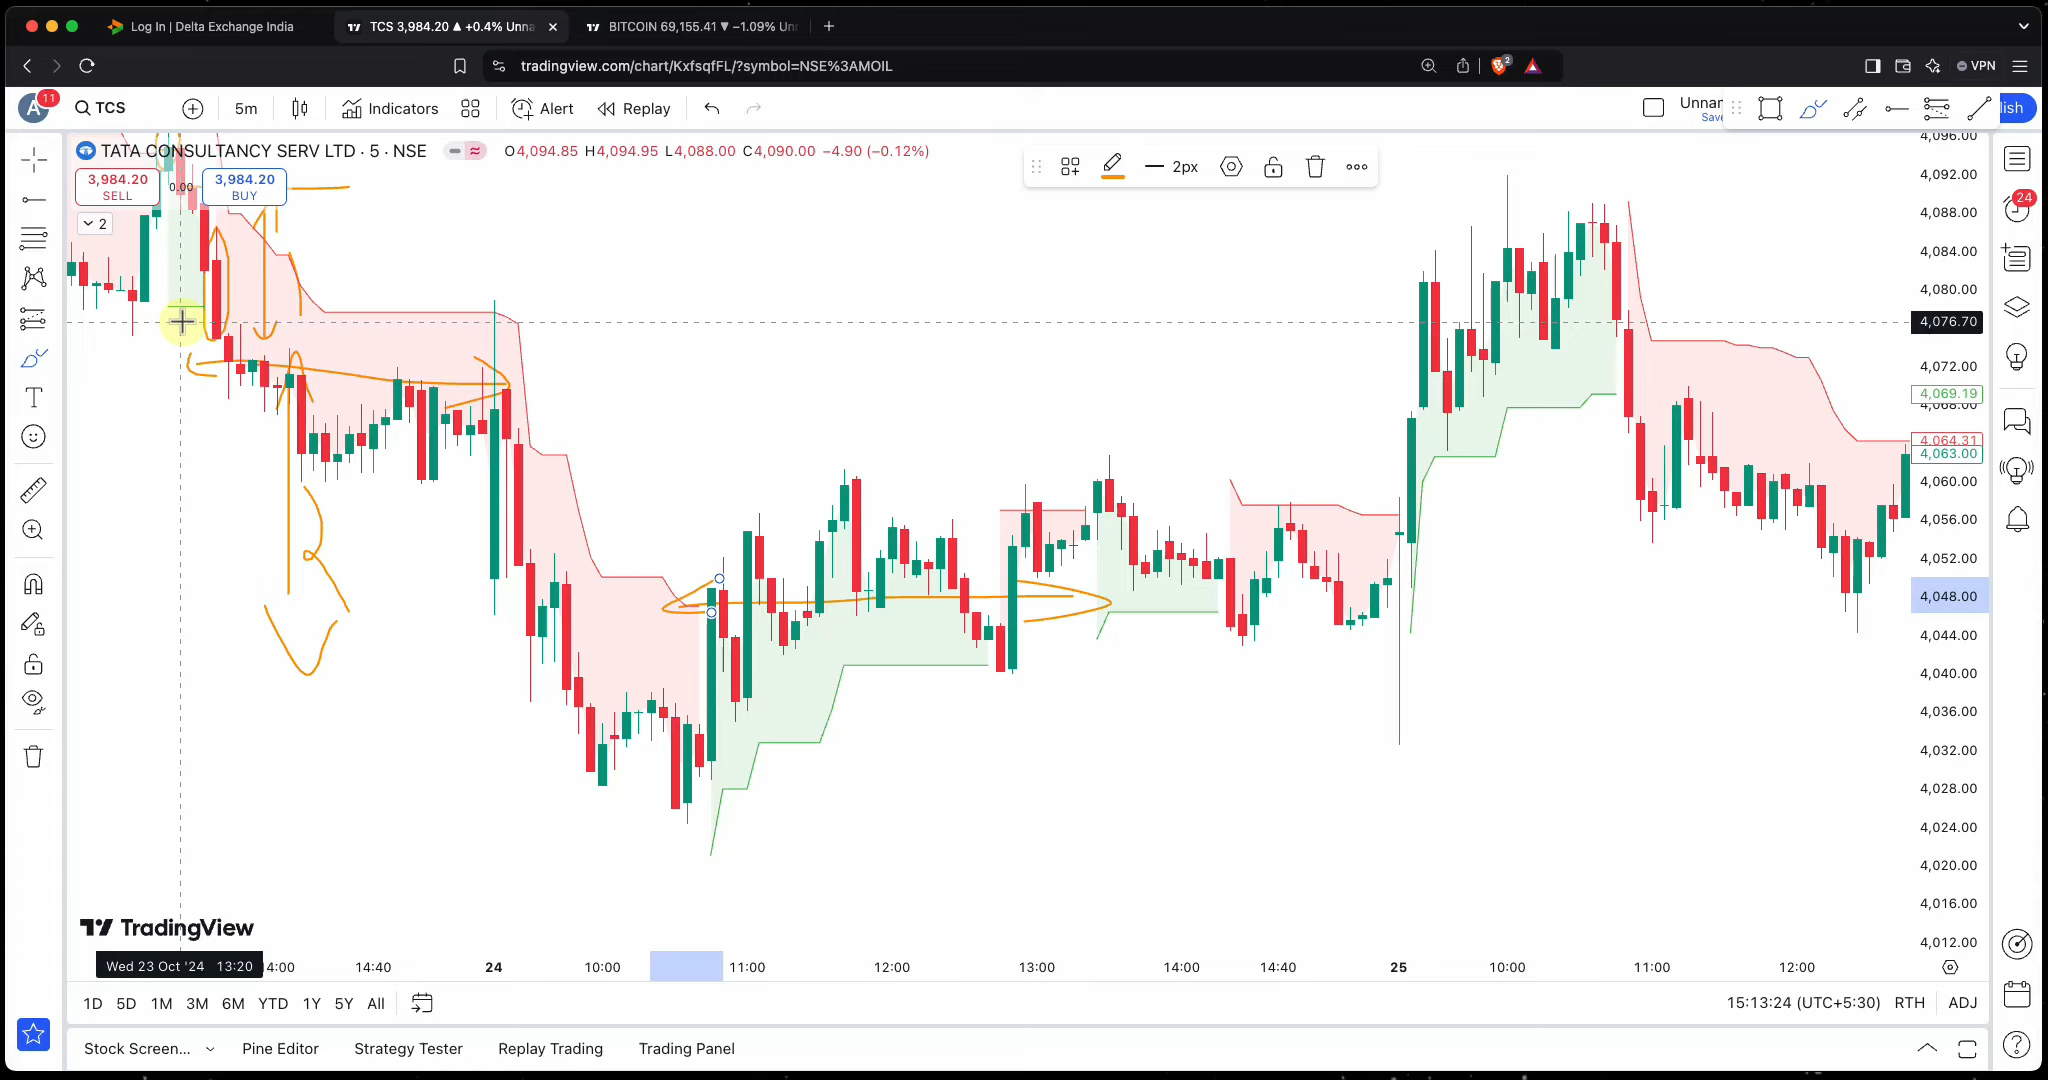 Log In | Delta Exchange India
TCS 3,984.20 ▲ +0.4% Unna
BITCOIN 69,155.41 ▼ −1.09% Un
tradingview.com/chart/KxfsqfFL/?symbol=NSE%3AMOIL
2
VPN
A
11
TCS
5m
Indicators
Alert
Replay
Unnar
Save
lish
TATA CONSULTANCY SERV LTD · 5 · NSE
O4,094.85 H4,094.95 L4,088.00 C4,090.00 −4.90 (−0.12%)
3,984.20
SELL
0.00
3,984.20
BUY
2
2px
24
4,096.00
4,092.00
4,088.00
4,084.00
4,080.00
4,076.70
4,072.00
4,069.19
4,068.00
4,064.31
4,063.00
4,060.00
4,056.00
4,052.00
4,048.00
4,044.00
4,040.00
4,036.00
4,032.00
4,028.00
4,024.00
4,020.00
4,016.00
4,012.00
TradingView
Wed 23 Oct '24 13:20
14:00
14:40
24
10:00
11:00
12:00
13:00
14:00
14:40
25
10:00
11:00
12:00
1D 5D 1M 3M 6M YTD 1Y 5Y All
15:13:24 (UTC+5:30) RTH ADJ
Stock Screen... Pine Editor Strategy Tester Replay Trading Trading Panel